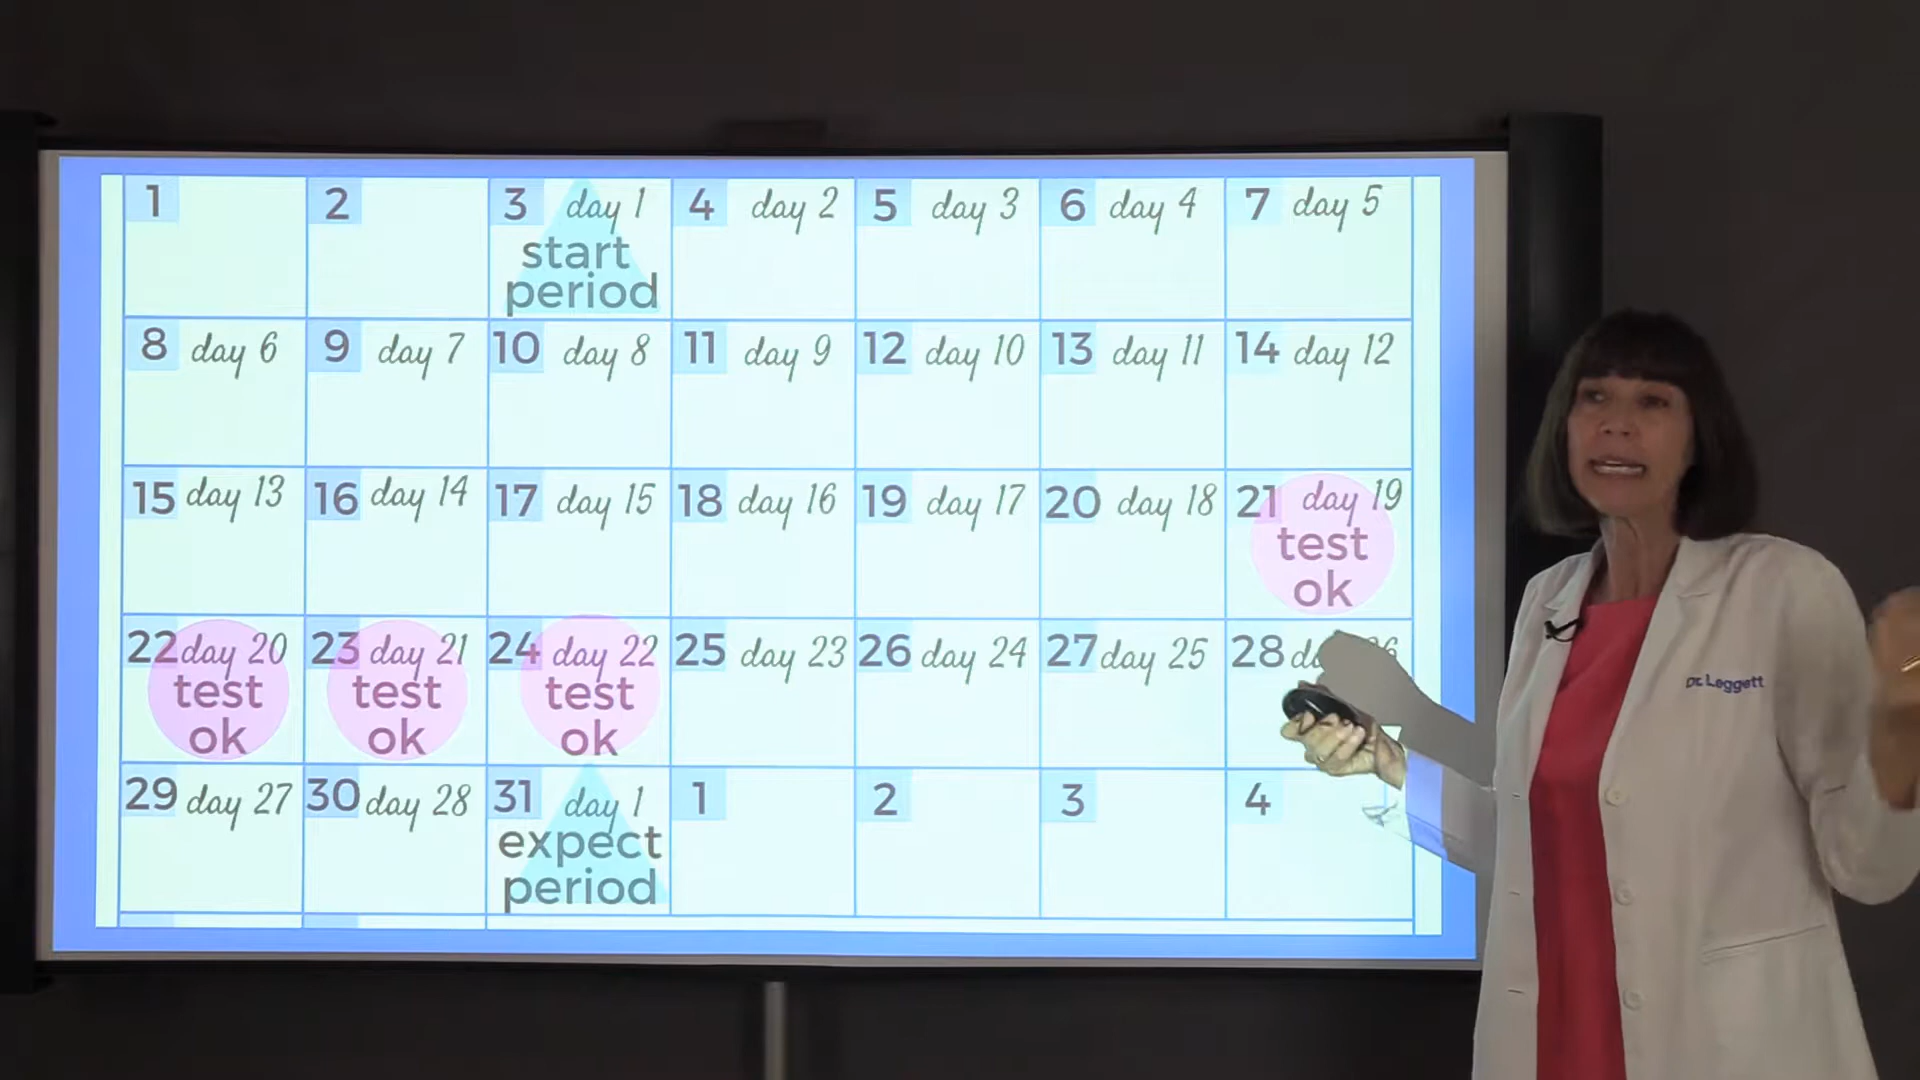 1
2
3 day 1
start
period
4 day 2
5 day 3
6 day 4
7 day 5
8 day 6
9 day 7
10 day 8
11 day 9
12 day 10
13 day 11
14 day 12
15 day 13
16 day 14
17 day 15
18 day 16
19 day 17
20 day 18
21 day 19
test
ok
22 day 20
test
ok
23 day 21
test
ok
24 day 22
test
ok
25 day 23
26 day 24
27 day 25
28
29 day 27
30 day 28
31 day 1
expect
period
1
2
3
4
Dr. Leggett